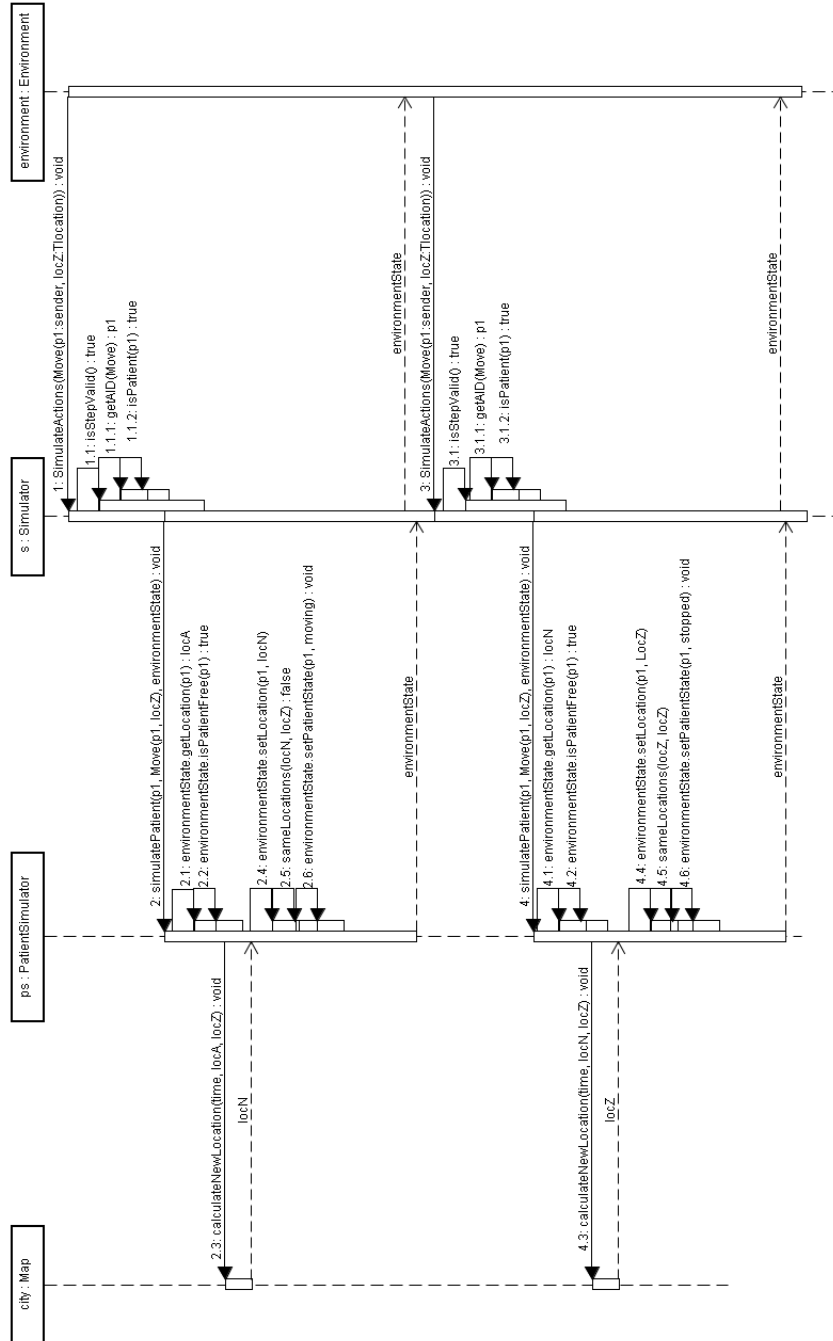 environment : Environment
s : Simulator
ps : PatientSimulator
city : Map
1: SimulateActions(Move(p1:sender, locZ:Tlocation)) : void
1.1: isStepValid() : true
1.1.1: getAID(Move) : p1
1.1.2: isPatient(p1) : true
2: simulatePatient(p1, Move(p1, locZ), environmentState) : void
2.1: environmentState.getLocation(p1) : locA
2.2: environmentState.isPatientFree(p1) : true
2.3: calculateNewLocation(time, locA, locZ) : void
locN
2.4: environmentState.setLocation(p1, locN)
2.5: sameLocations(locN, locZ) : false
2.6: environmentState.setPatientState(p1, moving) : void
environmentState
environmentState
3: SimulateActions(Move(p1:sender, locZ:Tlocation)) : void
3.1: isStepValid() : true
3.1.1: getAID(Move) : p1
3.1.2: isPatient(p1) : true
4: simulatePatient(p1, Move(p1, locZ), environmentState) : void
4.1: environmentState.getLocation(p1) : locN
4.2: environmentState.isPatientFree(p1) : true
4.3: calculateNewLocation(time, locN, locZ) : void
locZ
4.4: environmentState.setLocation(p1, LocZ)
4.5: sameLocations(locZ, locZ)
4.6: environmentState.setPatientState(p1, stopped) : void
environmentState
environmentState